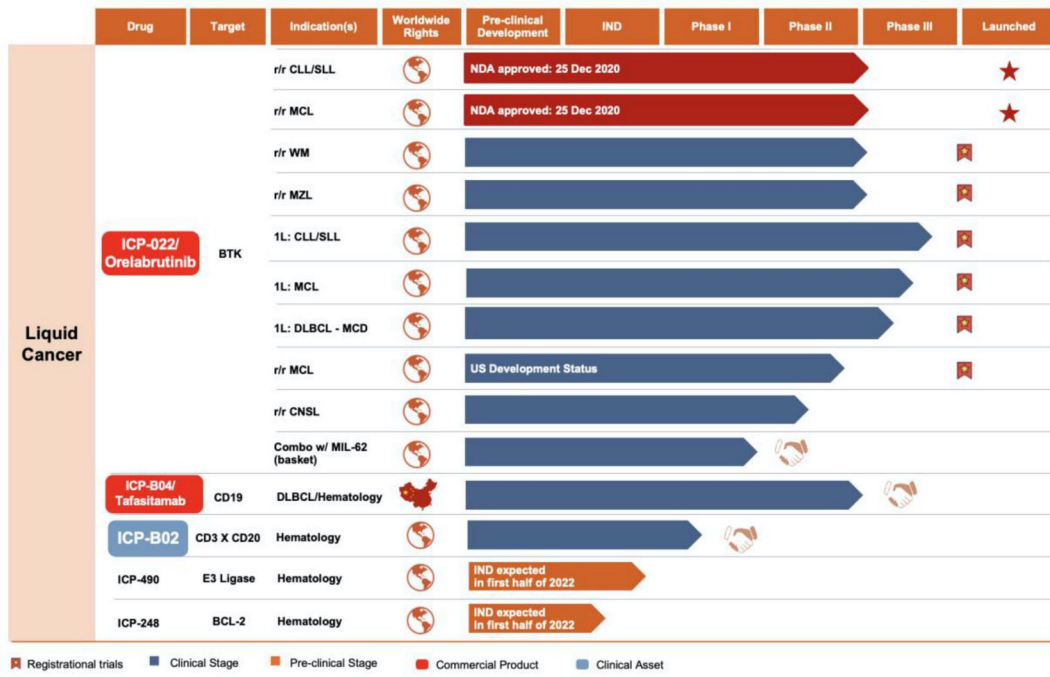 Drug Target Indication(s) Worldwide Rights Pre-clinical Development IND Phase I Phase II Phase III Launched
Liquid Cancer
ICP-022/
Orelabrutinib
BTK
r/r CLL/SLL NDA approved: 25 Dec 2020
r/r MCL NDA approved: 25 Dec 2020
r/r WM
r/r MZL
1L: CLL/SLL
1L: MCL
1L: DLBCL - MCD
r/r MCL US Development Status
r/r CNSL
Combo w/ MIL-62
(basket)
ICP-B04/
Tafasitamab
CD19 DLBCL/Hematology
ICP-B02 CD3 X CD20 Hematology
ICP-490 E3 Ligase Hematology IND expected
in first half of 2022
ICP-248 BCL-2 Hematology IND expected
in first half of 2022
Registrational trials Clinical Stage Pre-clinical Stage Commercial Product Clinical Asset